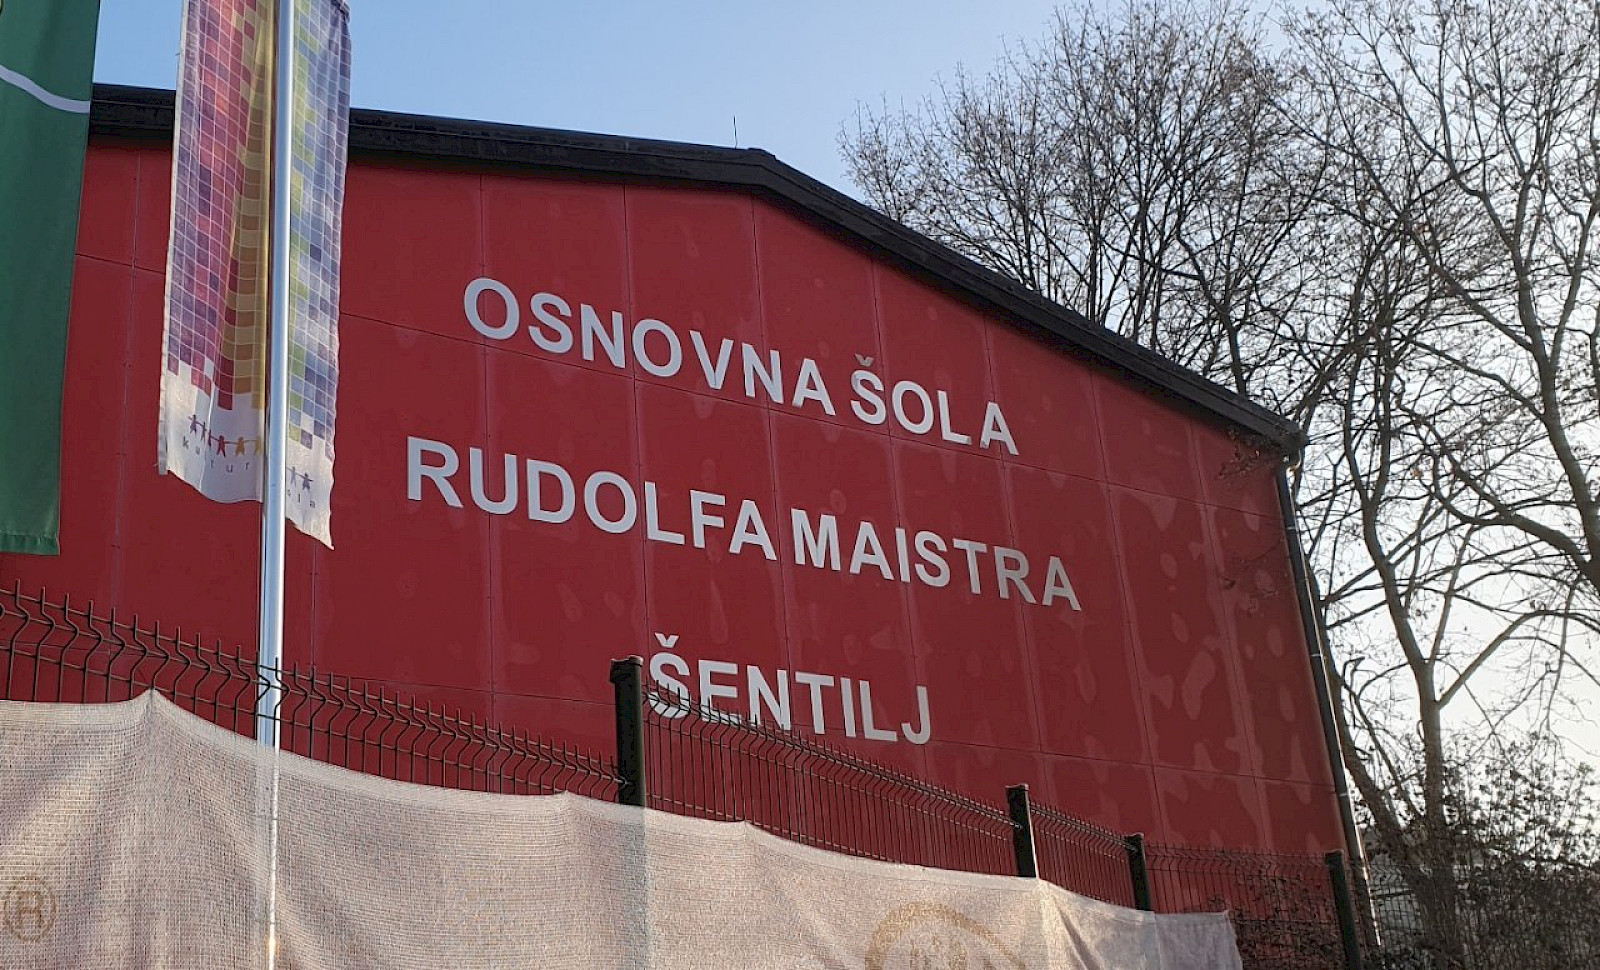 OSNOVNA ŠOLA
RUDOLFA MAISTRA
ŠENTILJ